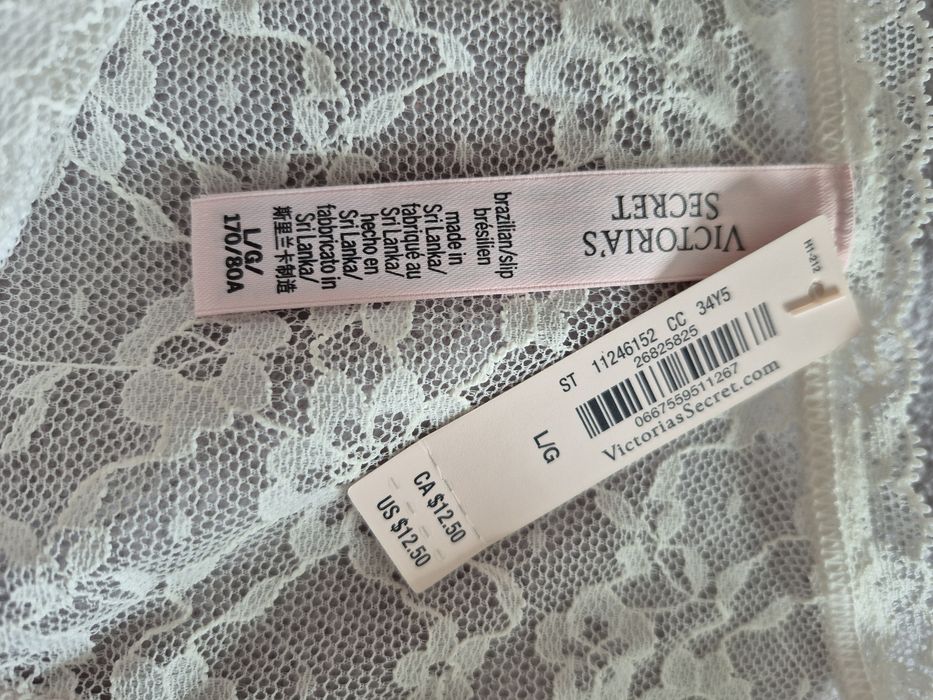 VICTORIA'S
SECRET
brazilian/slip
brésilien
made in
Sri Lanka/
fabriqué au
Sri Lanka/
hecho en
Sri Lanka/
fabbricato in
Sri Lanka/
斯里兰卡制造
L/G/
170/80A
H1-212
ST 11246152 CC 34Y5
26825825
0667559511267
VictoriasSecret.com
L/G
CA $12.50
US $12.50